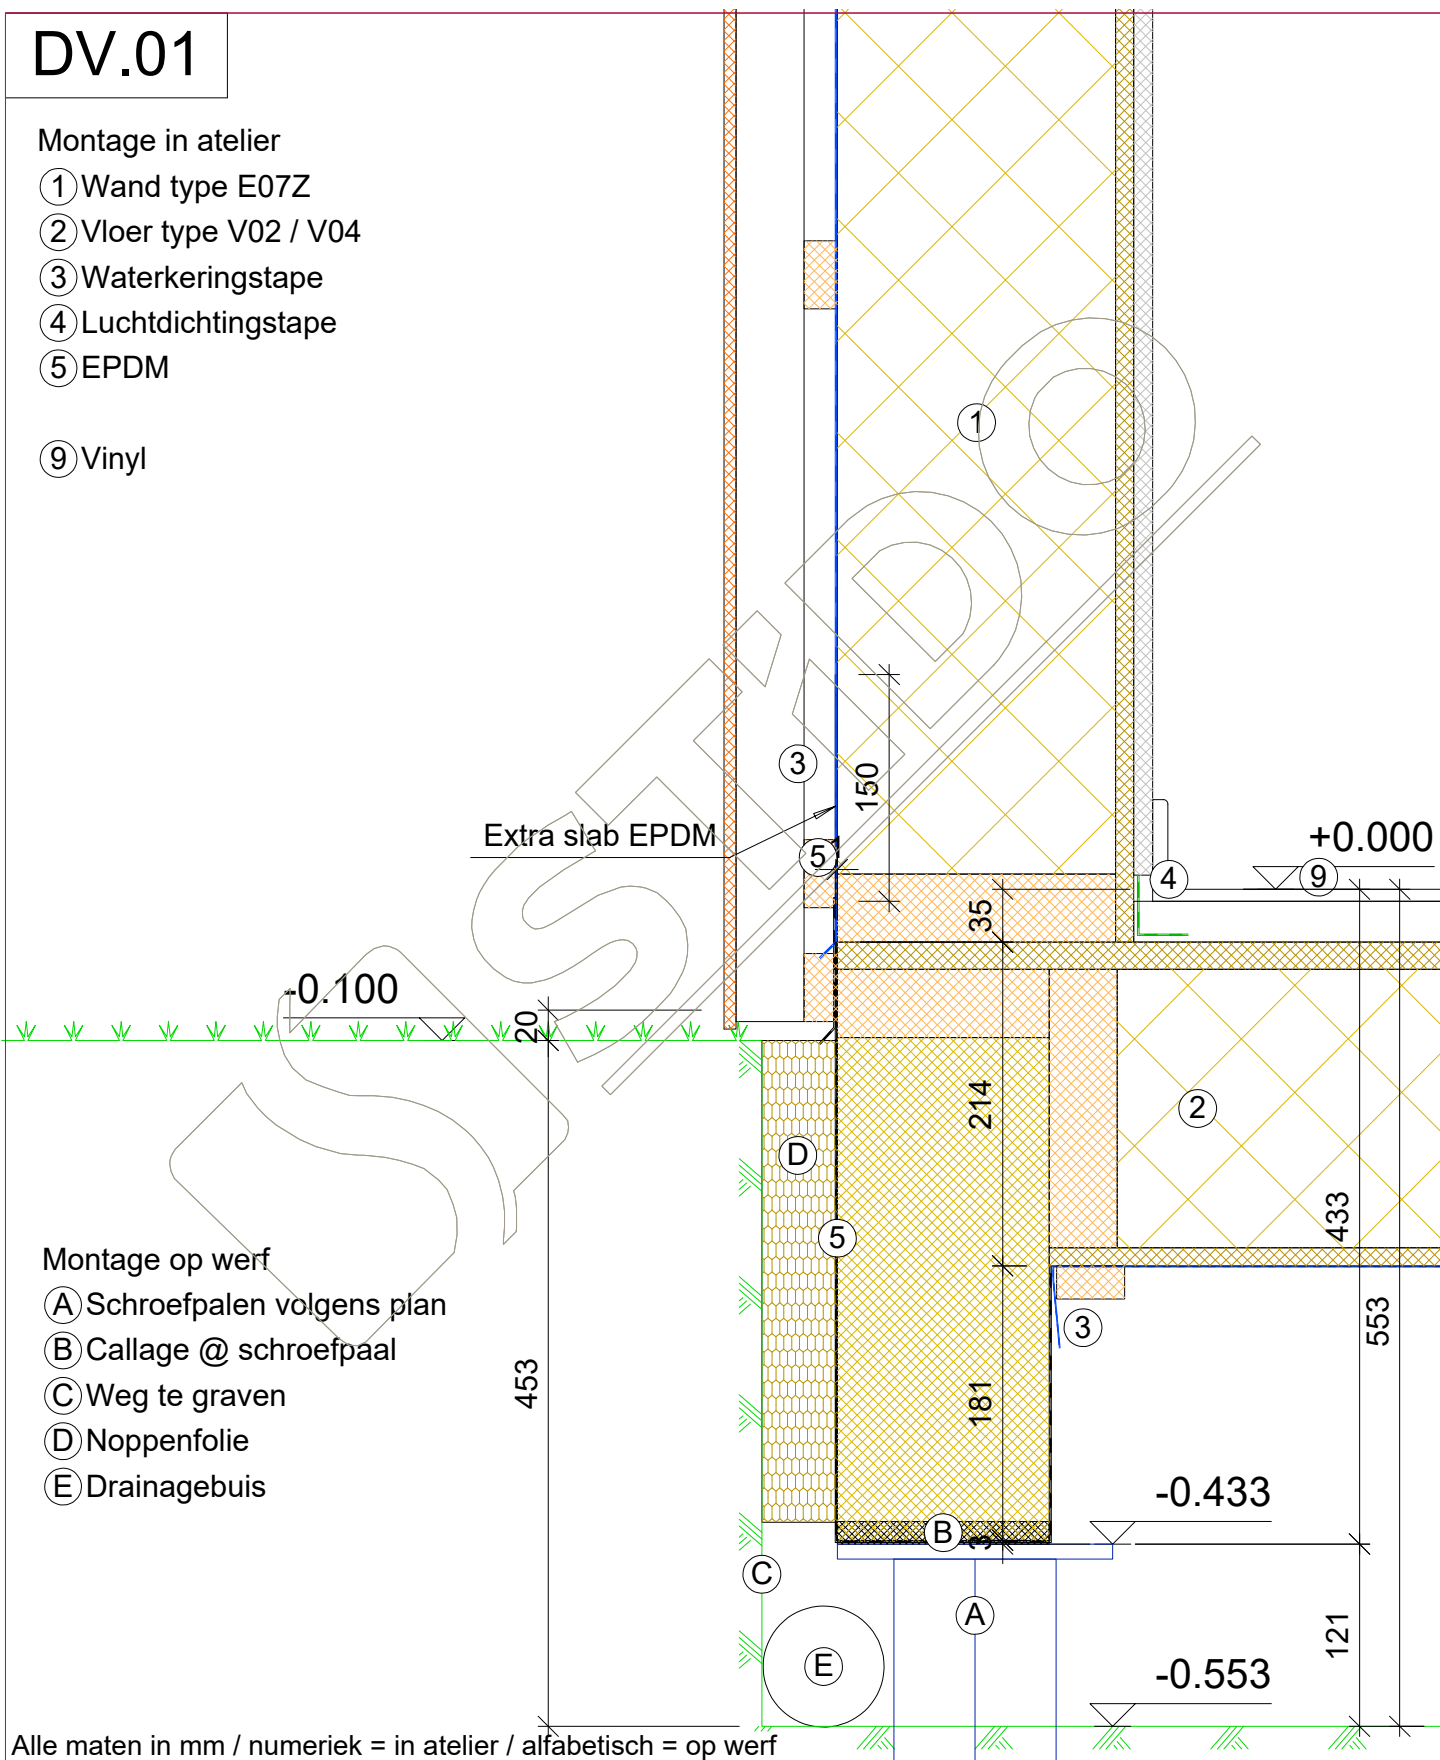 DV.01
Montage in atelier
1 Wand type E07Z
2 Vloer type V02 / V04
3 Waterkeringstape
4 Luchtdichtingstape
5 EPDM
9 Vinyl
1
3
150
Extra slab EPDM
5
+0.000
4
9
35
-0.100
20
214
2
D
5
433
Montage op werf
A Schroefpalen volgens plan
B Callage @ schroefpaal
C Weg te graven
D Noppenfolie
E Drainagebuis
3
553
453
181
-0.433
B
3
C
A
121
E
-0.553
Alle maten in mm / numeriek = in atelier / alfabetisch = op werf